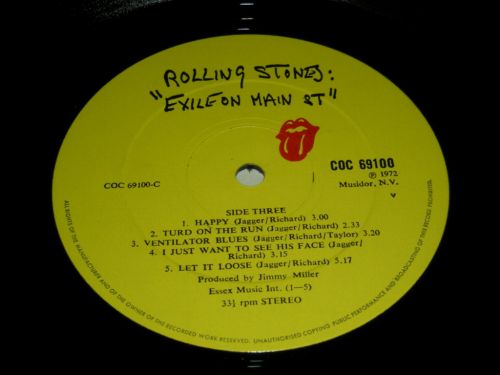 ROLLING STONES:
"EXILE ON MAIN ST"
COC 69100
℗ 1972
Musidor, N.V.
COC 69100-C
SIDE THREE
1. HAPPY (Jagger/Richard) 3.00
2. TURD ON THE RUN (Jagger/Richard) 2.33
3. VENTILATOR BLUES (Jagger/Richard/Taylor) 3.20
4. I JUST WANT TO SEE HIS FACE (Jagger/
Richard) 3.15
5. LET IT LOOSE (Jagger/Richard) 5.17
Produced by Jimmy Miller
Essex Music Int. (1—5)
33⅓ rpm STEREO
ALL RIGHTS OF THE MANUFACTURER AND OF THE OWNER OF THE RECORDED WORK RESERVED. UNAUTHORISED COPYING PUBLIC PERFORMANCE AND BROADCASTING OF THIS RECORD PROHIBITED.